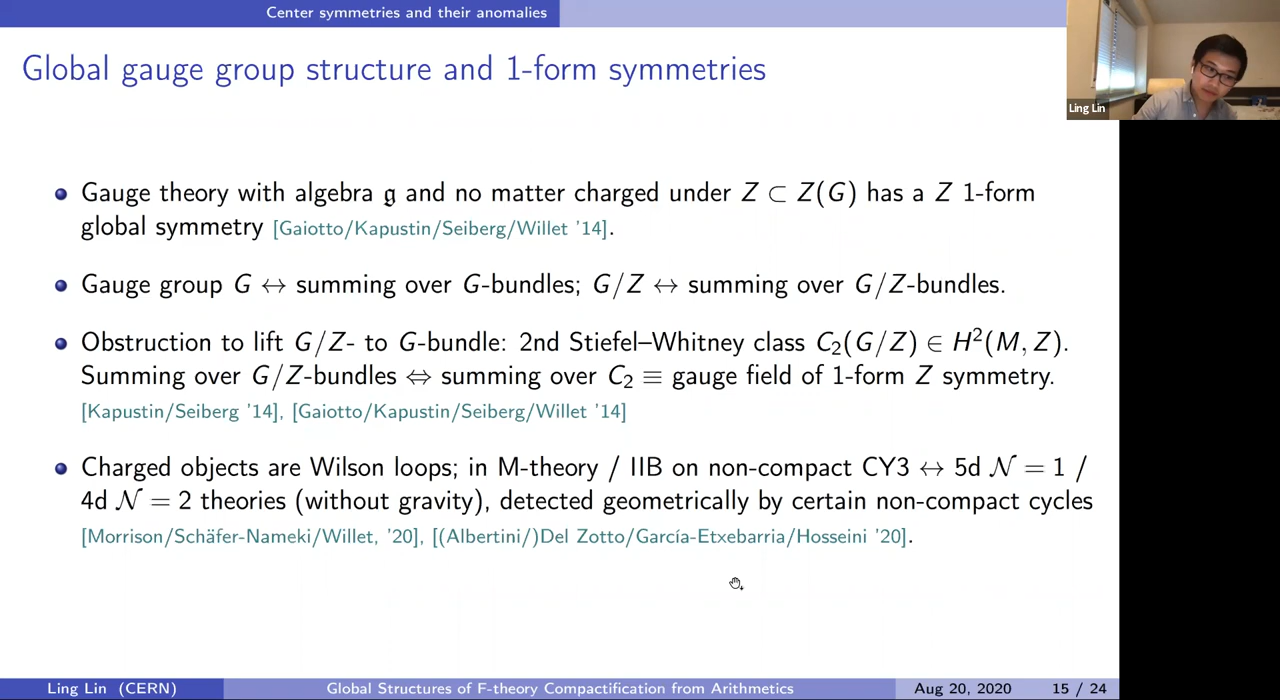 Center symmetries and their anomalies
Global gauge group structure and 1-form symmetries
Ling Lin
Gauge theory with algebra 𝔤 and no matter charged under Z ⊂ Z(G) has a Z 1-form
global symmetry [Gaiotto/Kapustin/Seiberg/Willet '14].
Gauge group G ↔ summing over G-bundles; G/Z ↔ summing over G/Z-bundles.
Obstruction to lift G/Z- to G-bundle: 2nd Stiefel–Whitney class C₂(G/Z) ∈ H²(M, Z).
Summing over G/Z-bundles ⇔ summing over C₂ ≡ gauge field of 1-form Z symmetry.
[Kapustin/Seiberg '14], [Gaiotto/Kapustin/Seiberg/Willet '14]
Charged objects are Wilson loops; in M-theory / IIB on non-compact CY3 ↔ 5d 𝒩 = 1 /
4d 𝒩 = 2 theories (without gravity), detected geometrically by certain non-compact cycles
[Morrison/Schäfer-Nameki/Willet, '20], [(Albertini/)Del Zotto/García-Etxebarria/Hosseini '20].
Ling Lin (CERN) Global Structures of F-theory Compactification from Arithmetics Aug 20, 2020 15 / 24